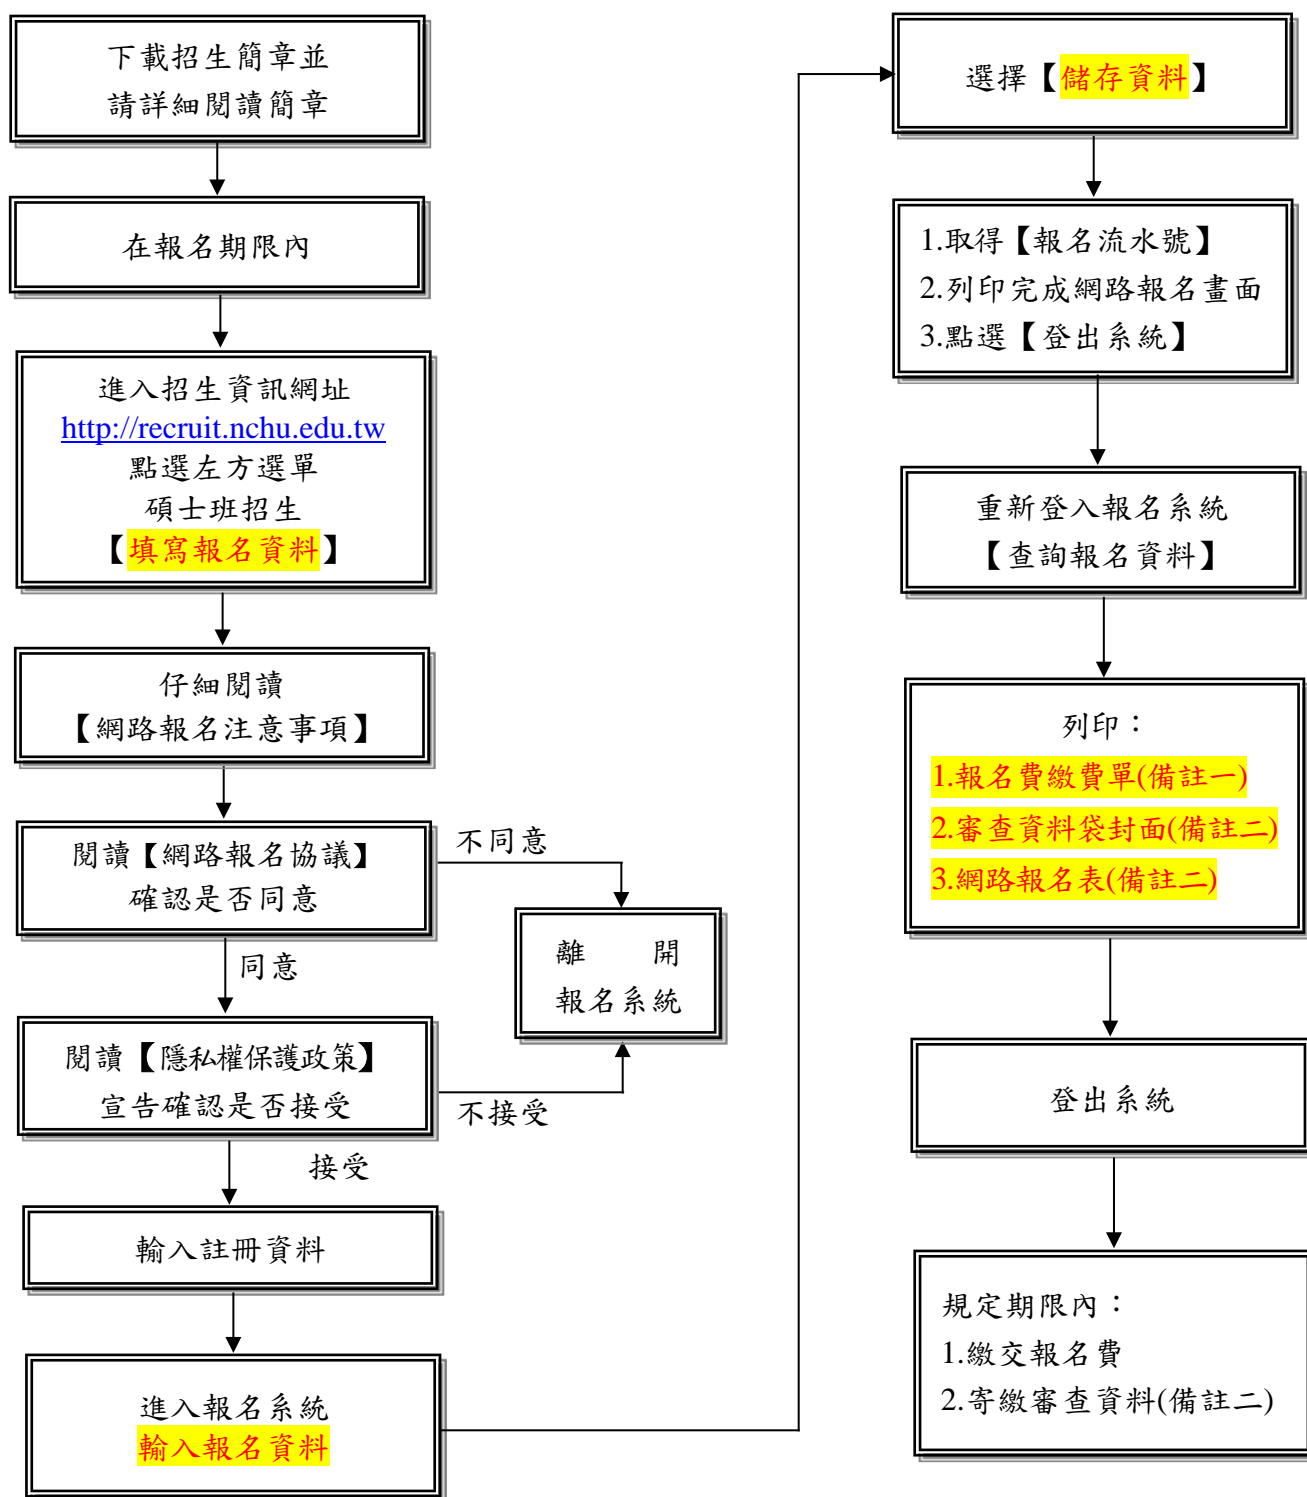 下載招生簡章並
請詳細閱讀簡章
在報名期限內
進入招生資訊網址
http://recruit.nchu.edu.tw
點選左方選單
碩士班招生
【填寫報名資料】
仔細閱讀
【網路報名注意事項】
閱讀【網路報名協議】
確認是否同意
不同意
同意
離 開
報名系統
閱讀【隱私權保護政策】
宣告確認是否接受
不接受
接受
輸入註冊資料
進入報名系統
輸入報名資料
選擇【儲存資料】
1.取得【報名流水號】
2.列印完成網路報名畫面
3.點選【登出系統】
重新登入報名系統
【查詢報名資料】
列印：
1.報名費繳費單(備註一)
2.審查資料袋封面(備註二)
3.網路報名表(備註二)
登出系統
規定期限內：
1.繳交報名費
2.寄繳審查資料(備註二)